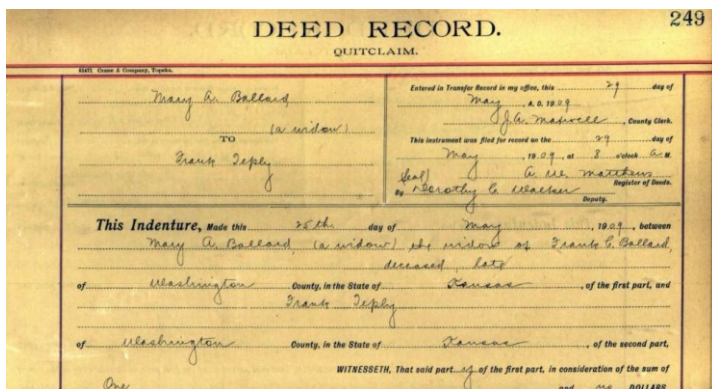 249
DEED RECORD.
QUITCLAIM.
Crane & Company, Topeka.
Mary A. Ballard
(a widow)
TO
Frank Teply
Entered in Transfer Record in my office, this 29 day of
May, A. D. 1909
J. A. Maxwell, County Clerk.
This instrument was filed for record on the 29 day of
May, 1909, at 8 o'clock A M.
(Seal) A. W. Matthews
Register of Deeds.
By Dorothy C. Walker
Deputy.
This Indenture, Made this 25th day of May, 1909, between
Mary A. Ballard, (a widow) the widow of Frank C. Ballard,
deceased late
of Washington County, in the State of Kansas, of the first part, and
Frank Teply
of Washington County, in the State of Kansas, of the second part,
WITNESSETH, That said party of the first part, in consideration of the sum of
One and no DOLLARS